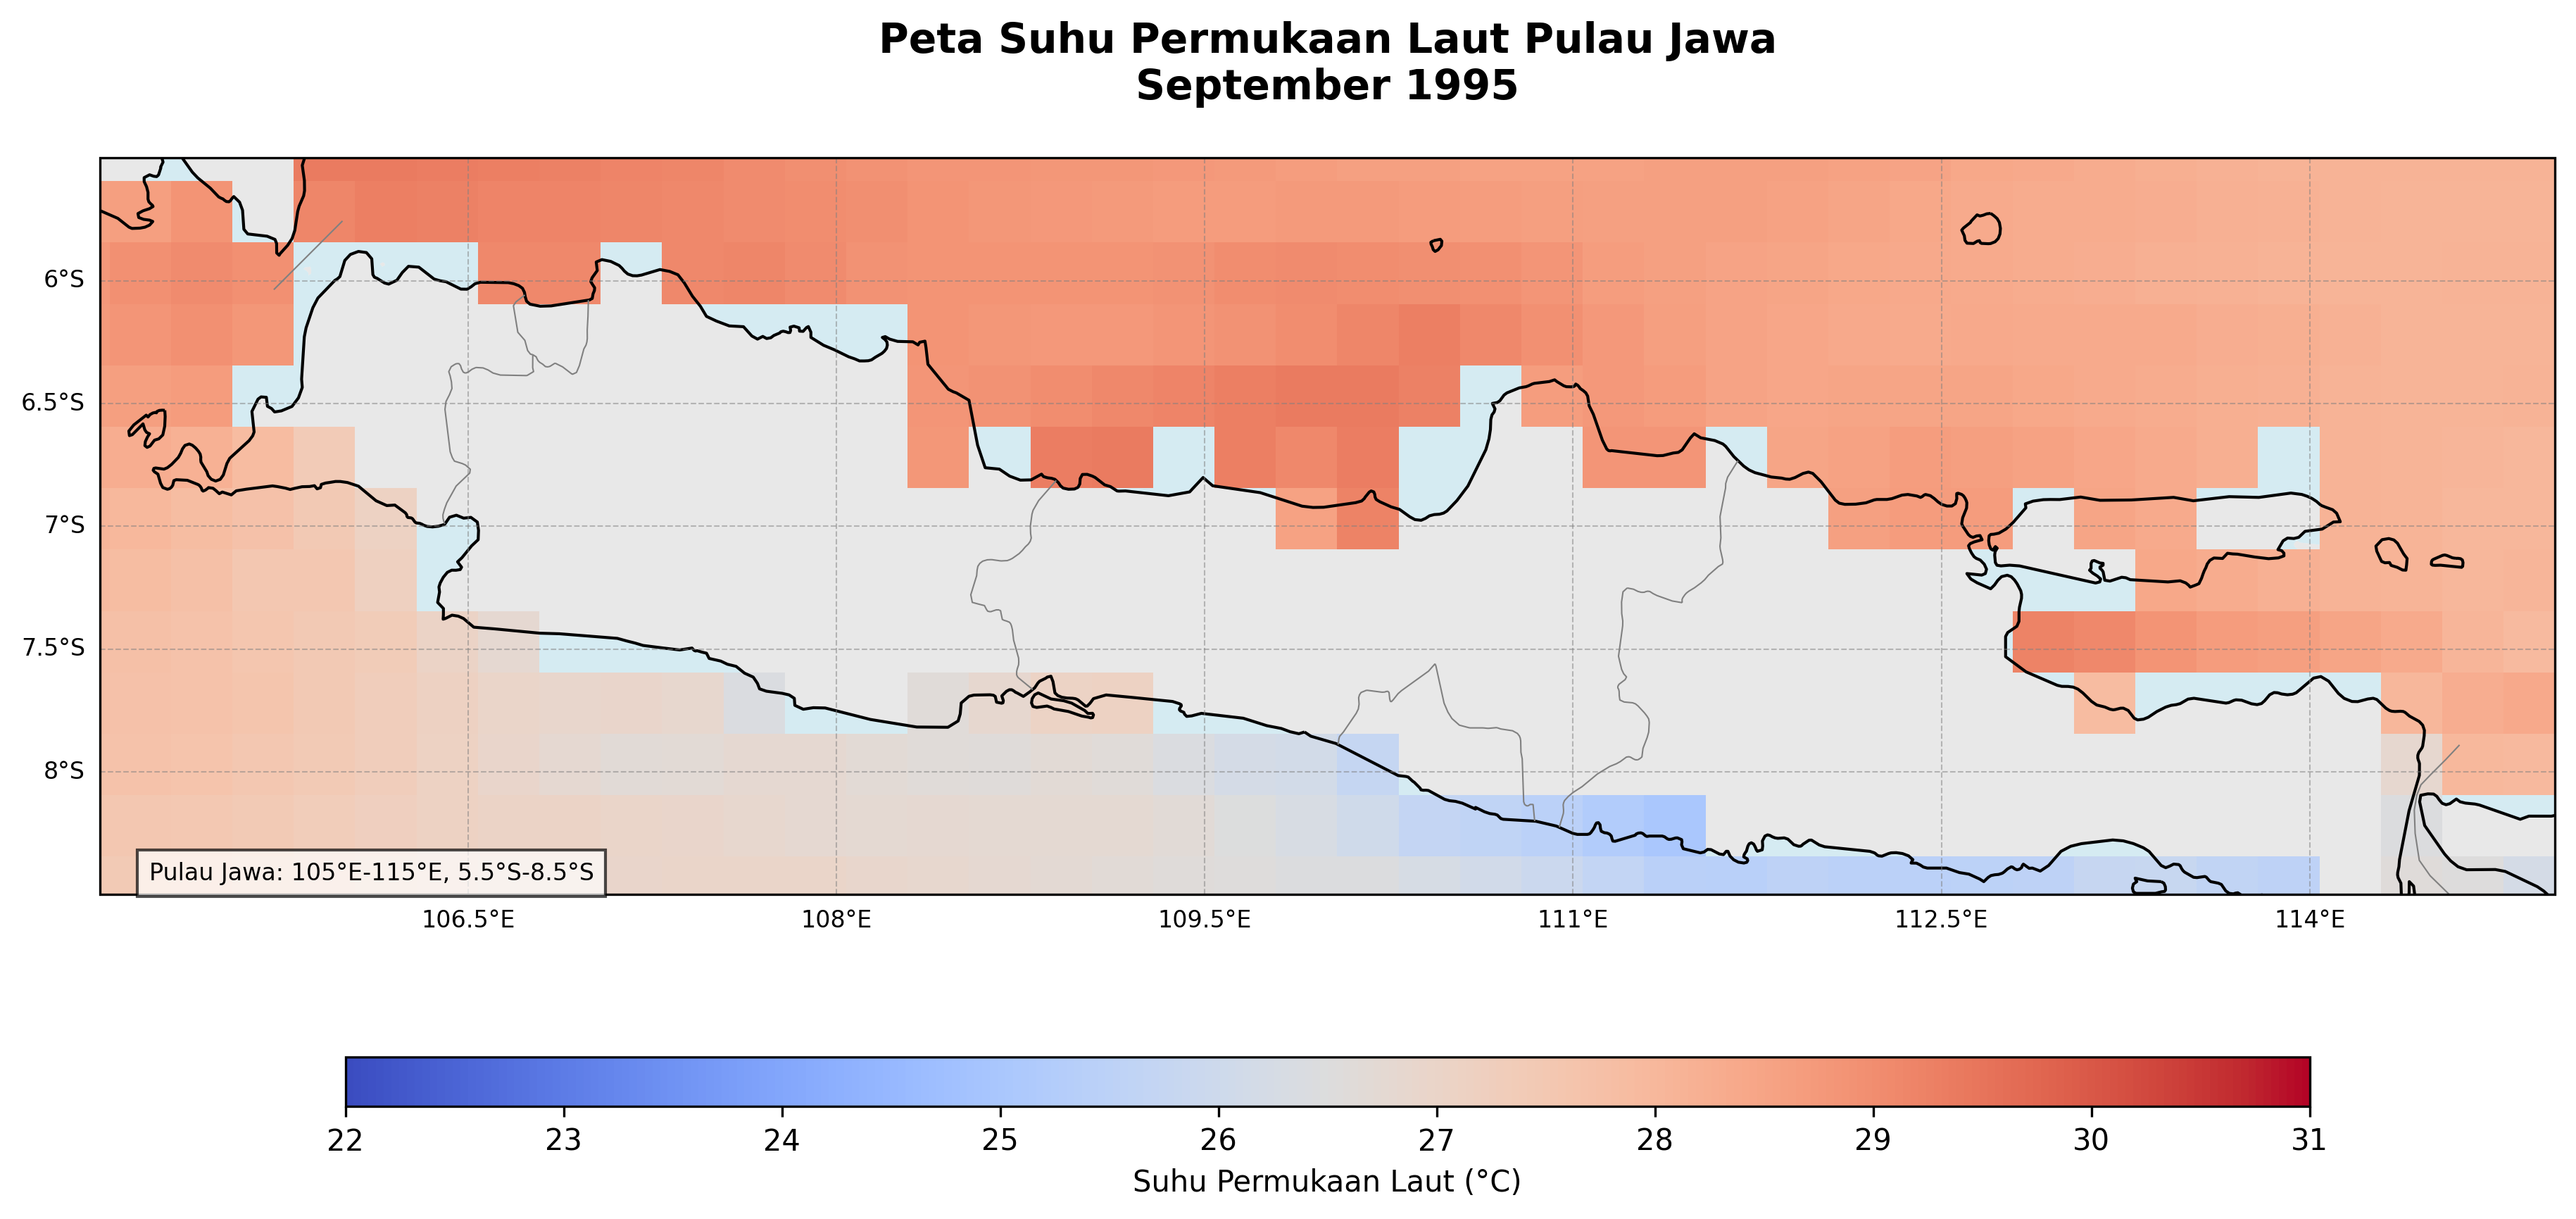 Peta Suhu Permukaan Laut Pulau Jawa
September 1995
6°S
6.5°S
7°S
7.5°S
8°S
Pulau Jawa: 105°E-115°E, 5.5°S-8.5°S
106.5°E 108°E 109.5°E 111°E 112.5°E 114°E
22 23 24 25 26 27 28 29 30 31
Suhu Permukaan Laut (°C)